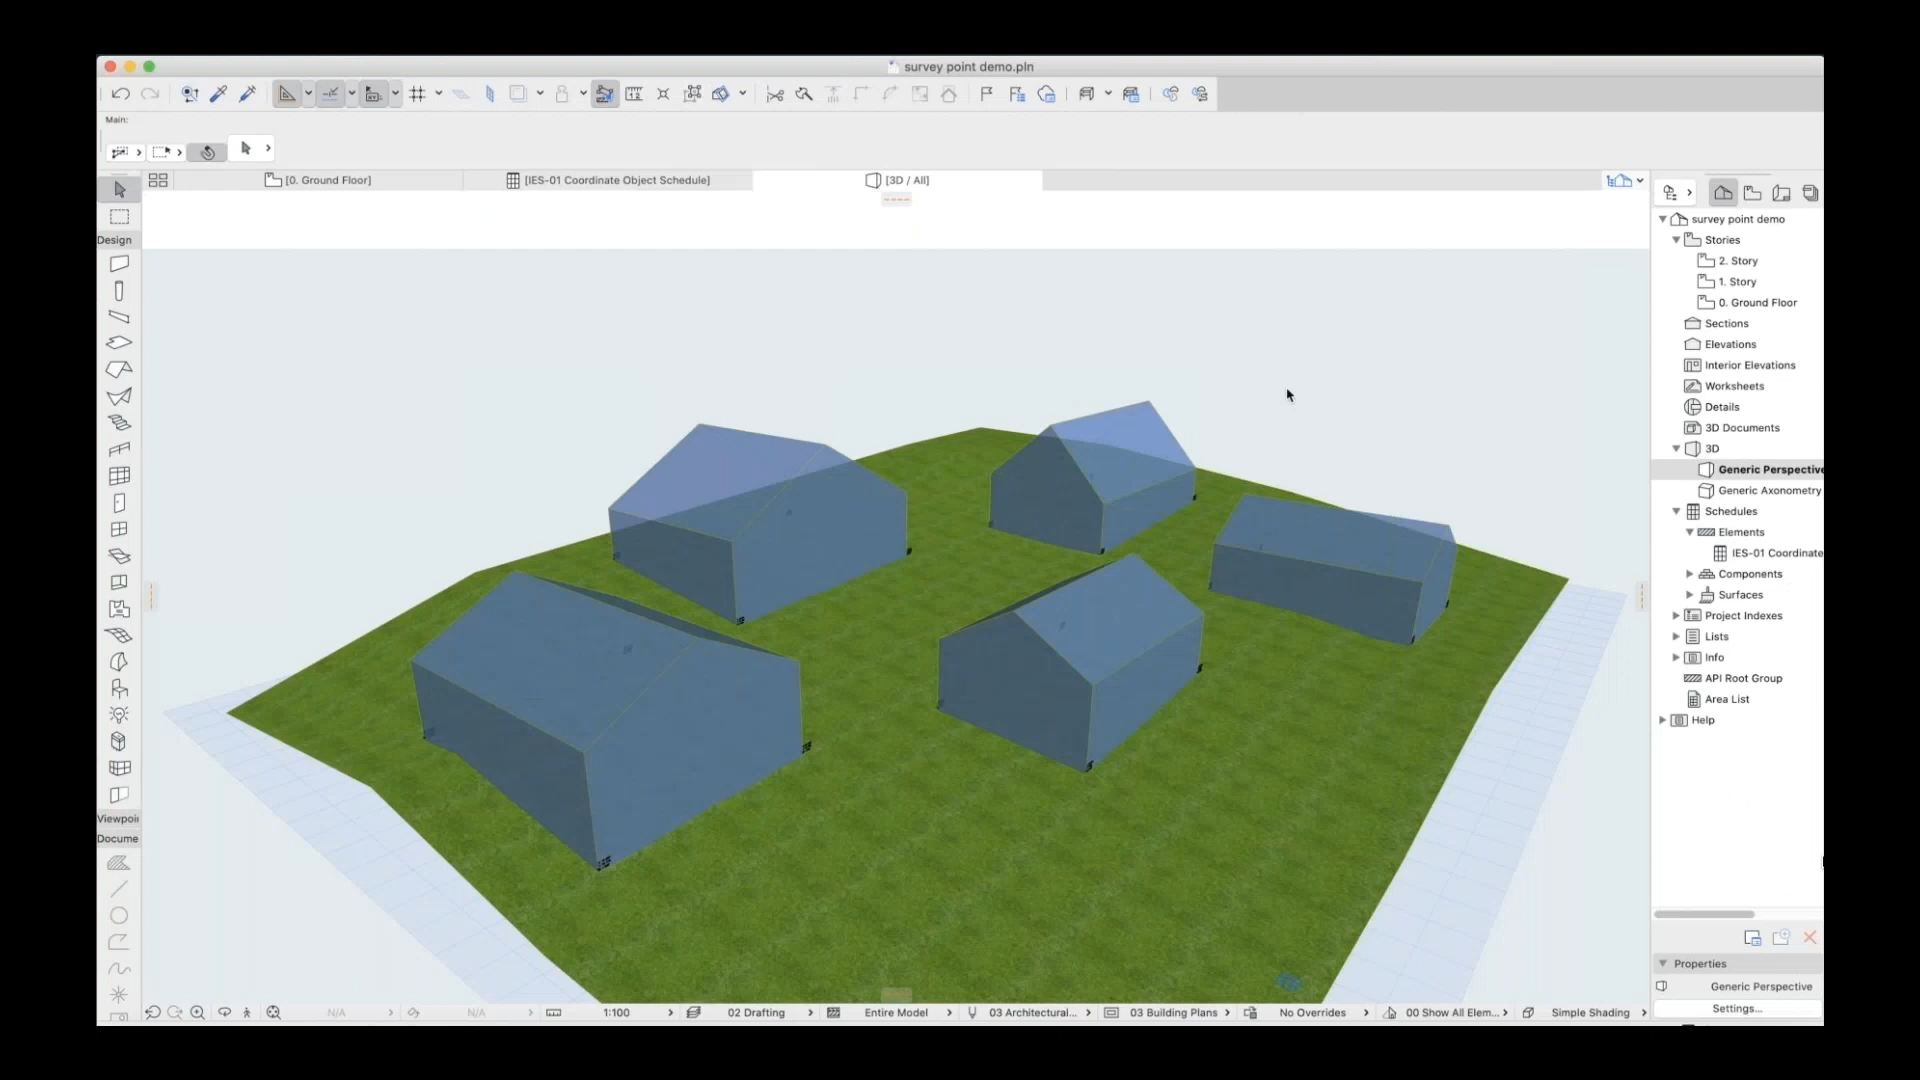 survey point demo.pln
Main:
[0. Ground Floor]
[IES-01 Coordinate Object Schedule]
[3D / All]
Design
Viewpoi
Docume
survey point demo
Stories
2. Story
1. Story
0. Ground Floor
Sections
Elevations
Interior Elevations
Worksheets
Details
3D Documents
3D
Generic Perspective
Generic Axonometry
Schedules
Elements
IES-01 Coordinate
Components
Surfaces
Project Indexes
Lists
Info
API Root Group
Area List
Help
Properties
Generic Perspective
Settings...
N/A
N/A
1:100
02 Drafting
Entire Model
03 Architectural...
03 Building Plans
No Overrides
00 Show All Elem...
Simple Shading